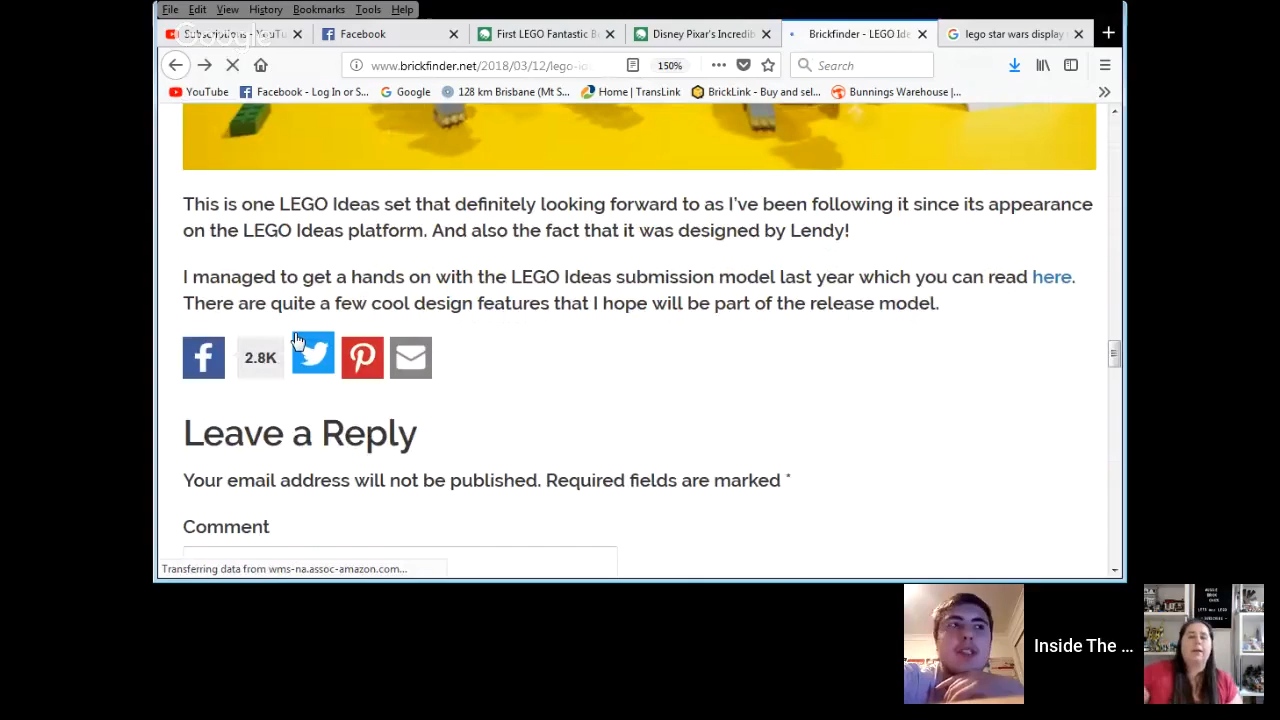 File Edit View History Bookmarks Tools Help
Google
Subscriptions - YouTu
Facebook
First LEGO Fantastic B
Disney Pixar's Incredib
Brickfinder - LEGO Ide
lego star wars display
www.brickfinder.net/2018/03/12/lego-id
150%
Search
YouTube
Facebook - Log In or S...
Google
128 km Brisbane (Mt S...
Home | TransLink
BrickLink - Buy and sel...
Bunnings Warehouse |...
This is one LEGO Ideas set that definitely looking forward to as I've been following it since its appearance
on the LEGO Ideas platform. And also the fact that it was designed by Lendy!
I managed to get a hands on with the LEGO Ideas submission model last year which you can read here.
There are quite a few cool design features that I hope will be part of the release model.
2.8K
Leave a Reply
Your email address will not be published. Required fields are marked *
Comment
Transferring data from wms-na.assoc-amazon.com...
Inside The ...